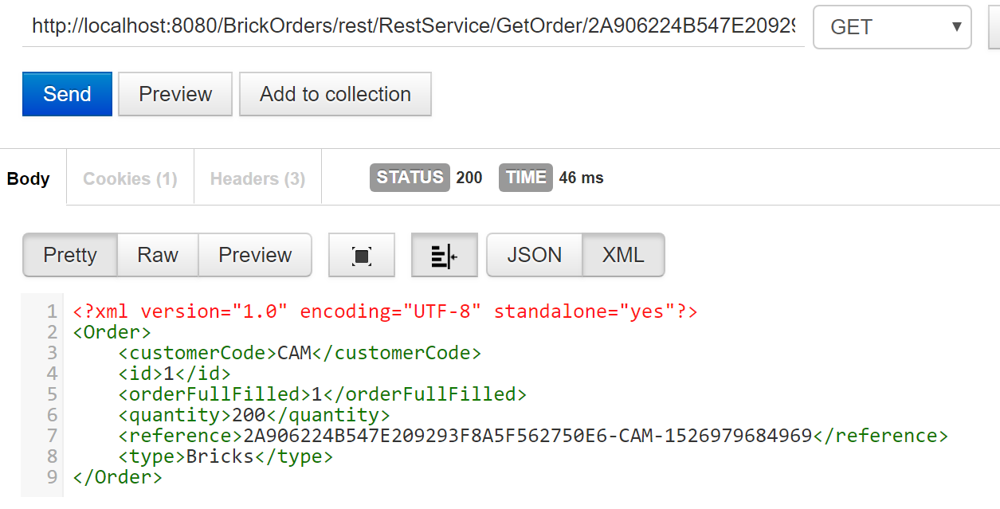 http://localhost:8080/BrickOrders/rest/RestService/GetOrder/2A906224B547E20929 GET
Send Preview Add to collection
Body Cookies (1) Headers (3) STATUS 200 TIME 46 ms
Pretty Raw Preview JSON XML
1 <?xml version="1.0" encoding="UTF-8" standalone="yes"?>
2 <Order>
3 <customerCode>CAM</customerCode>
4 <id>1</id>
5 <orderFullFilled>1</orderFullFilled>
6 <quantity>200</quantity>
7 <reference>2A906224B547E209293F8A5F562750E6-CAM-1526979684969</reference>
8 <type>Bricks</type>
9 </Order>